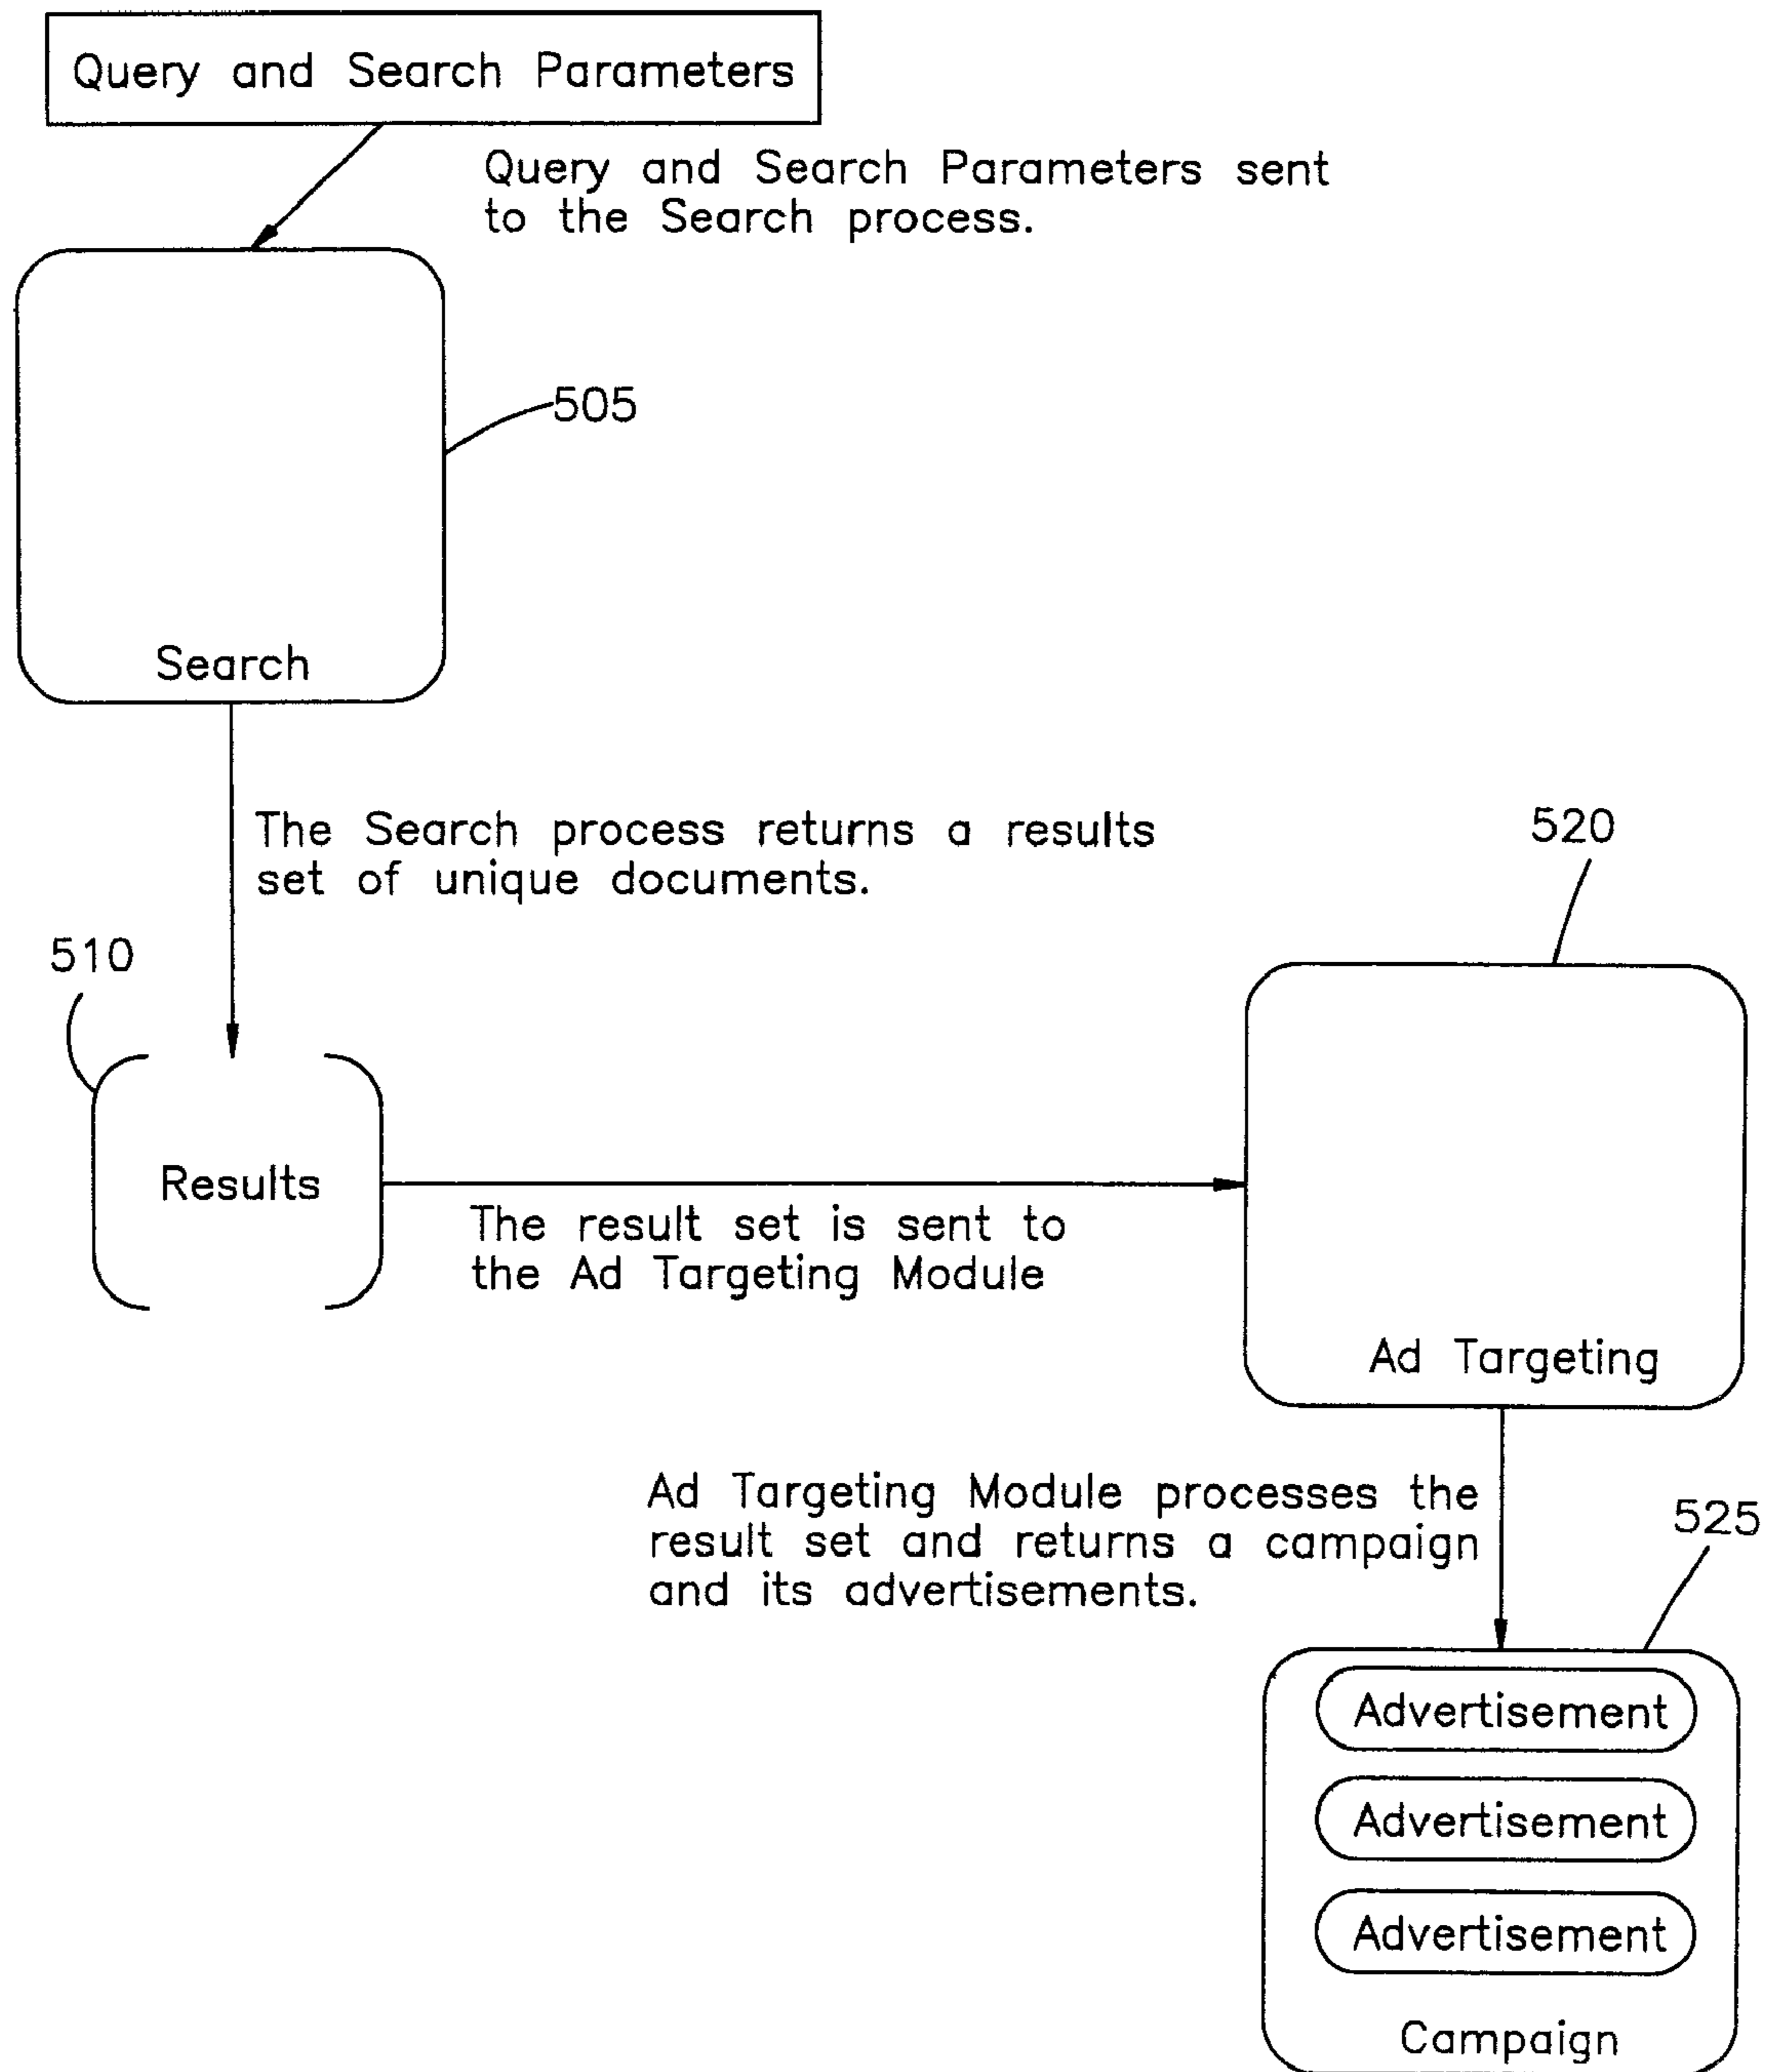 Query and Search Parameters
Query and Search Parameters sent
to the Search process.
505
Search
The Search process returns a results
set of unique documents.
520
510
Results
The result set is sent to
the Ad Targeting Module
Ad Targeting
Ad Targeting Module processes the
result set and returns a campaign
and its advertisements.
525
Advertisement
Advertisement
Advertisement
Campaign